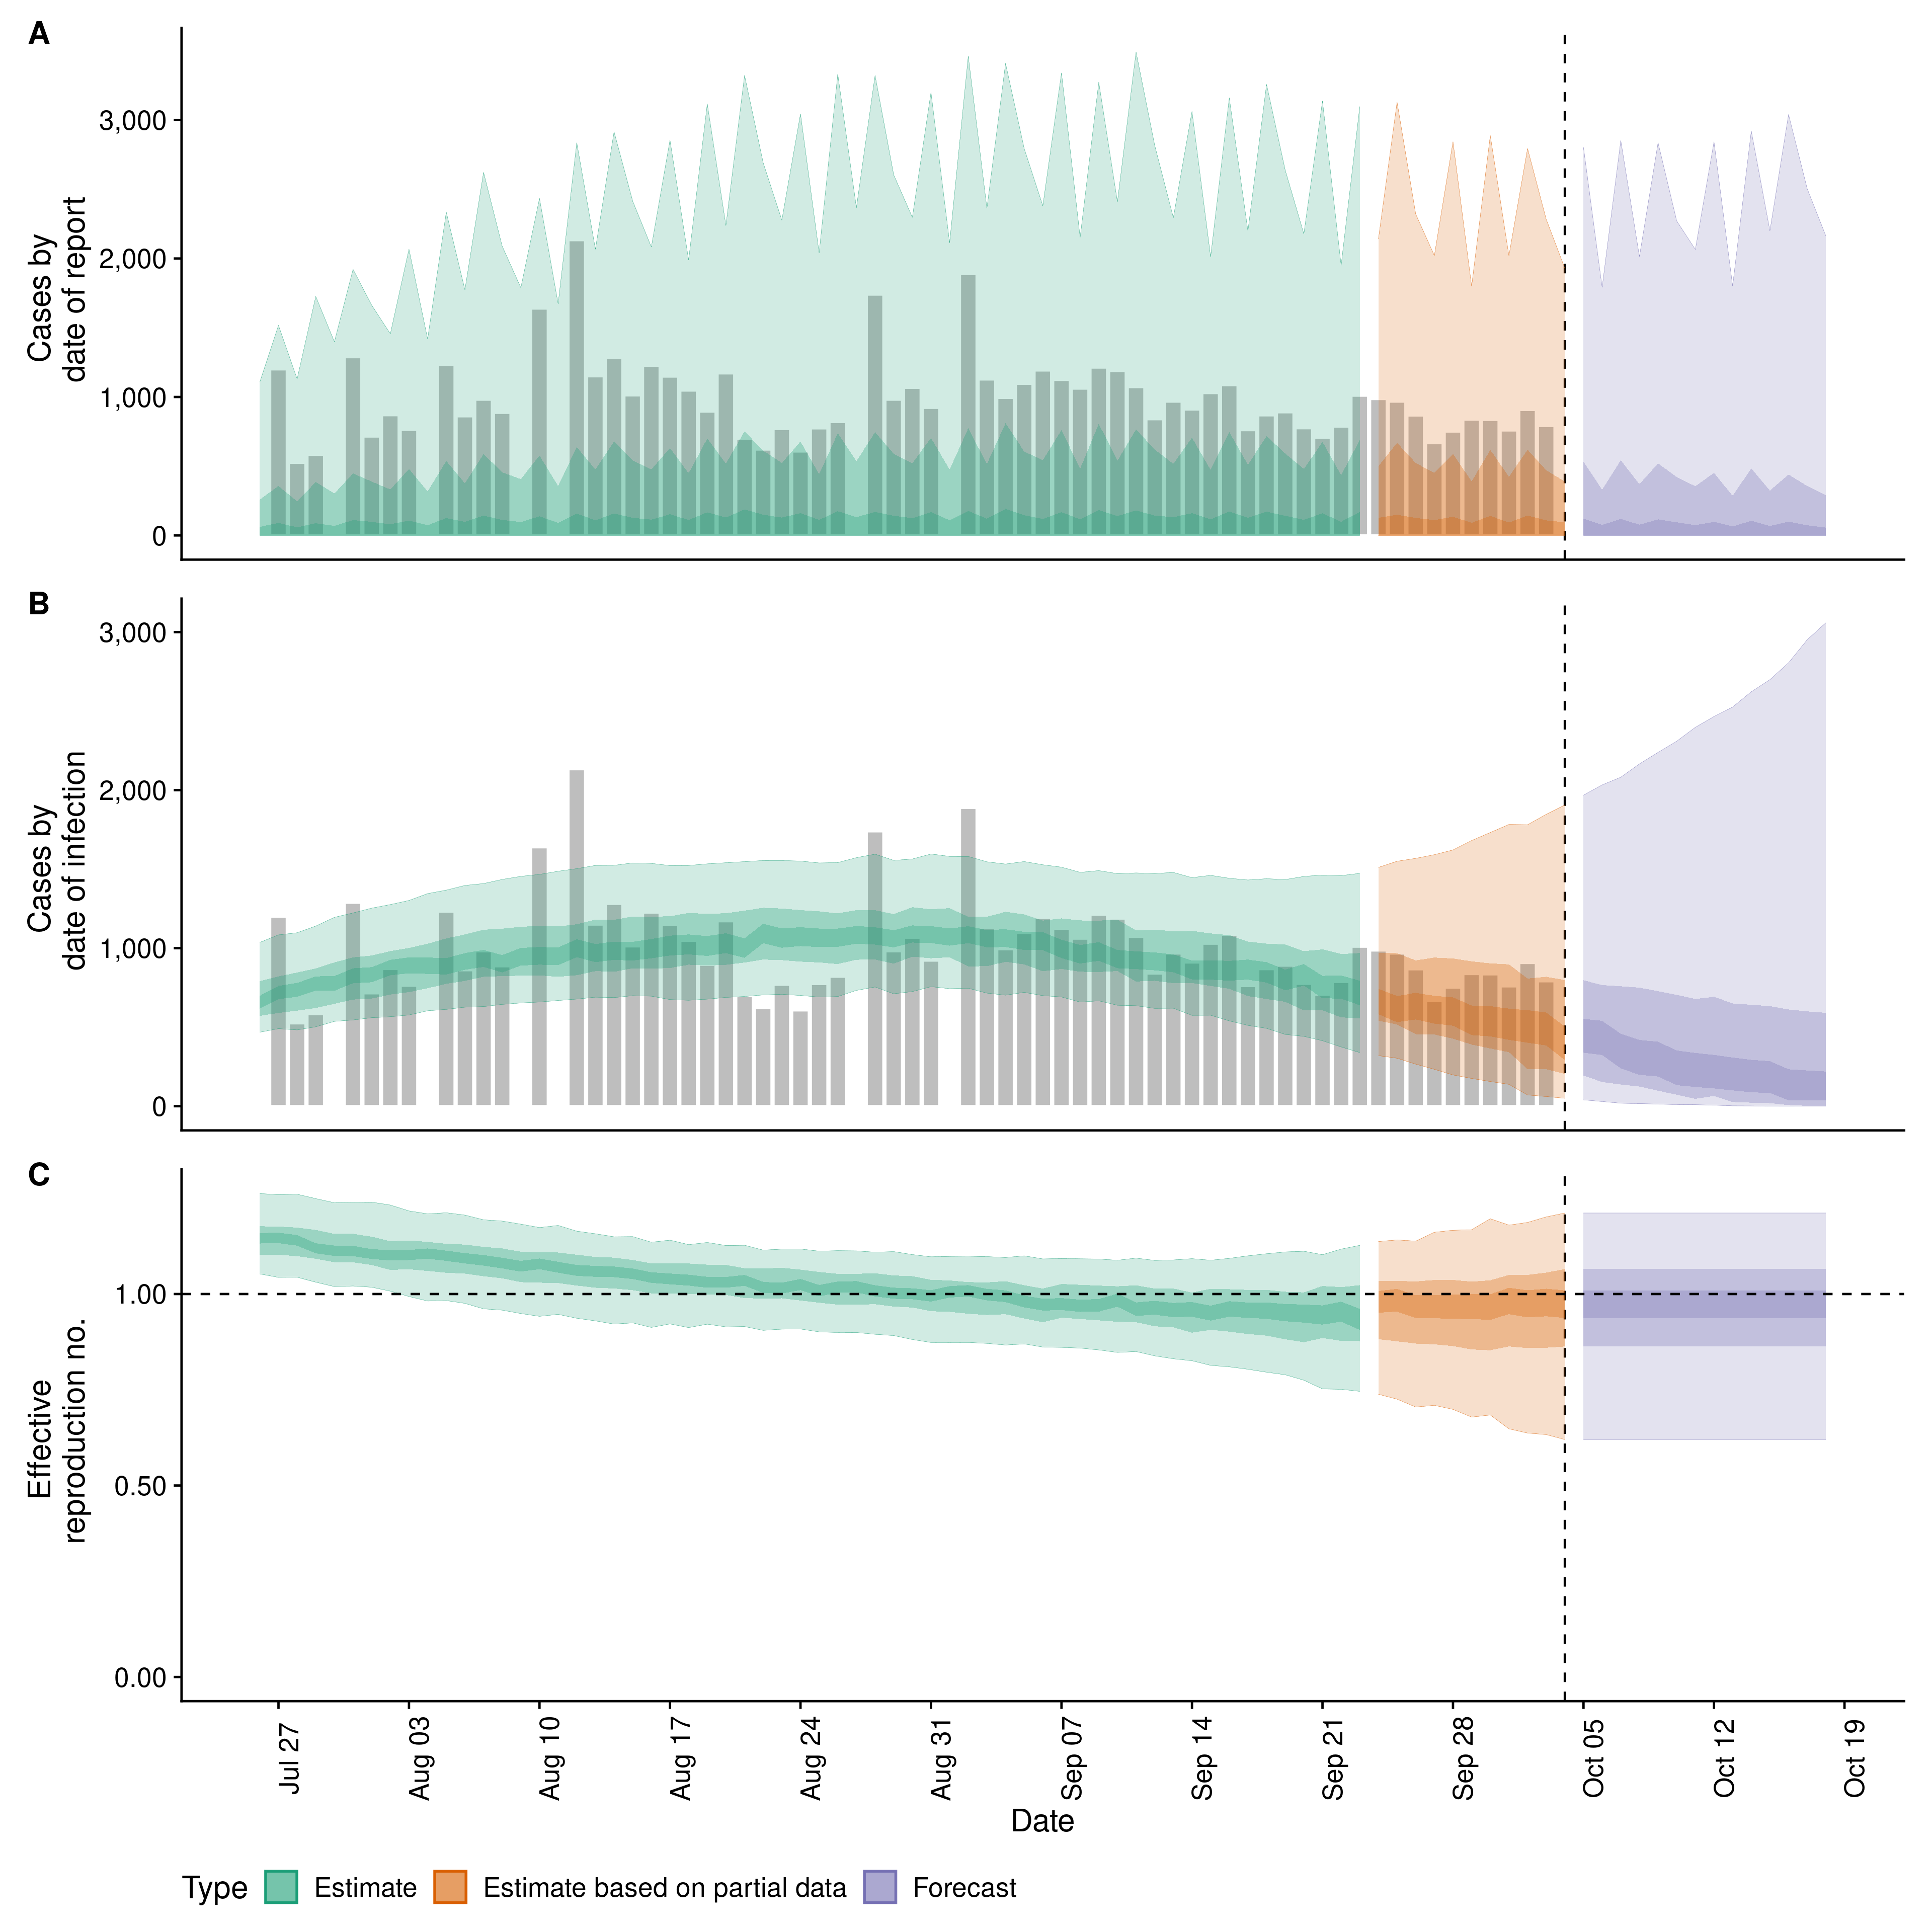 A
3,000
2,000
1,000
0
Cases by
date of report
B
3,000
2,000
1,000
0
Cases by
date of infection
C
1.00
0.50
0.00
Effective
reproduction no.
Jul 27
Aug 03
Aug 10
Aug 17
Aug 24
Aug 31
Sep 07
Sep 14
Sep 21
Sep 28
Oct 05
Oct 12
Oct 19
Date
Type Estimate Estimate based on partial data Forecast